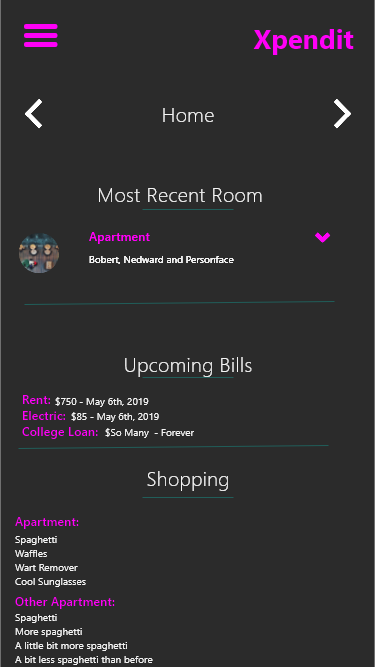 Xpendit
Home
Most Recent Room
Apartment
Bobert, Nedward and Personface
Upcoming Bills
Rent: $750 - May 6th, 2019
Electric: $85 - May 6th, 2019
College Loan: $So Many - Forever
Shopping
Apartment:
Spaghetti
Waffles
Wart Remover
Cool Sunglasses
Other Apartment:
Spaghetti
More spaghetti
A little bit more spaghetti
A bit less spaghetti than before